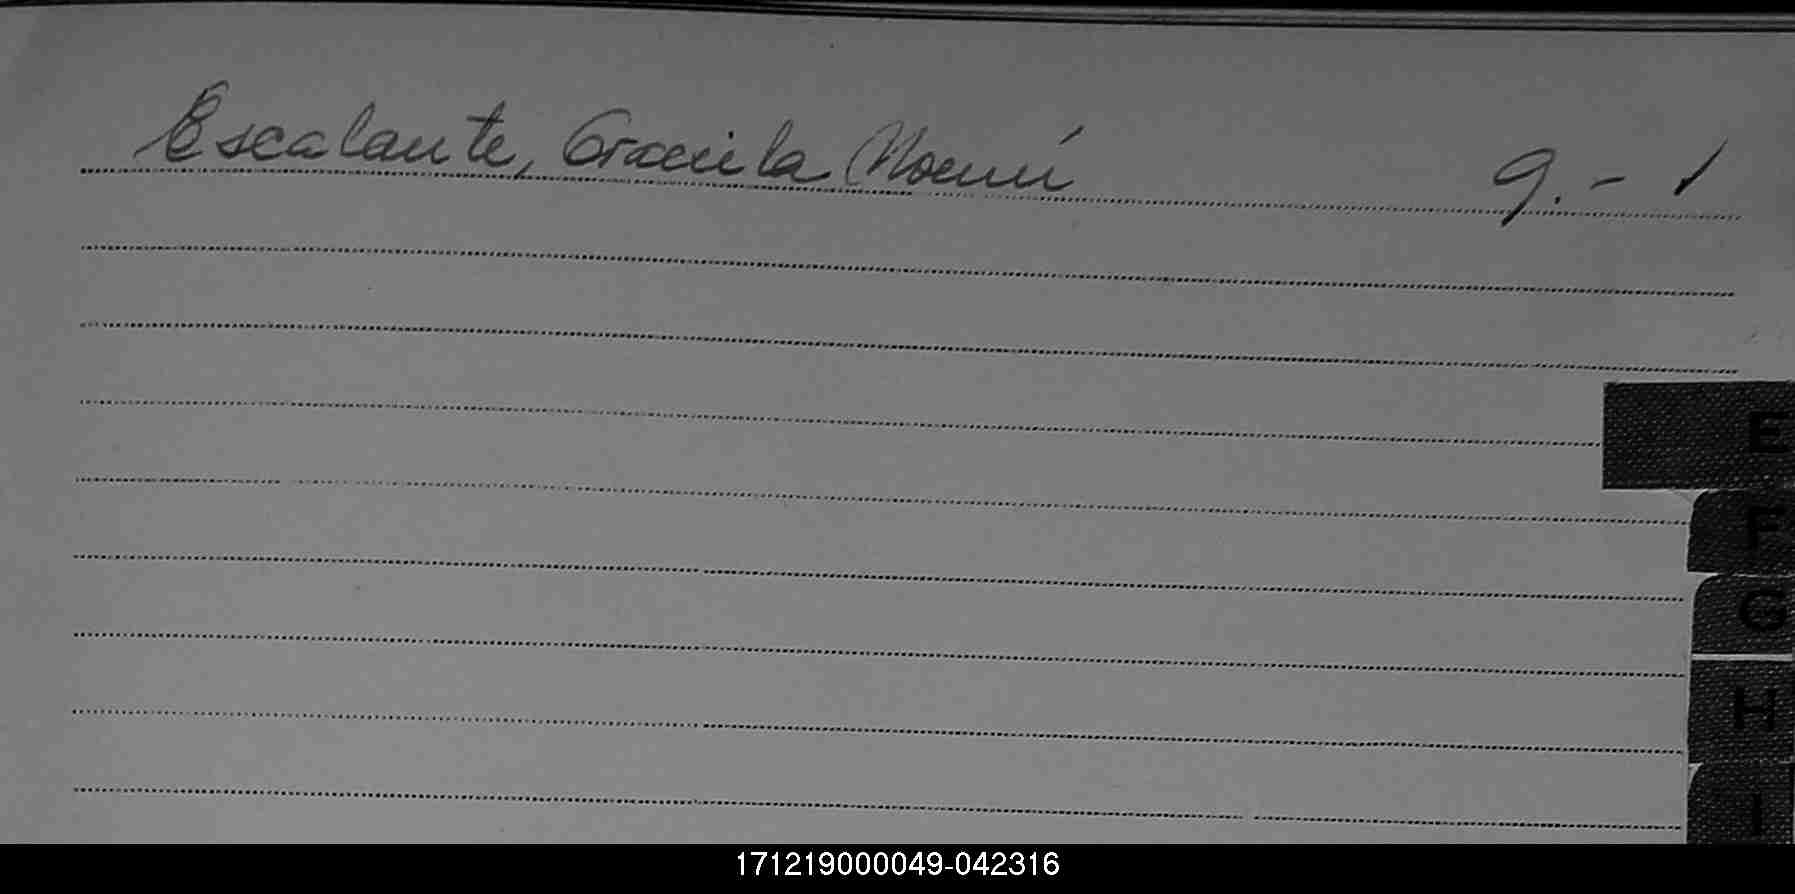 Escalante, Graciela Noemí 9.- 1
E
F
G
H
I
171219000049-042316